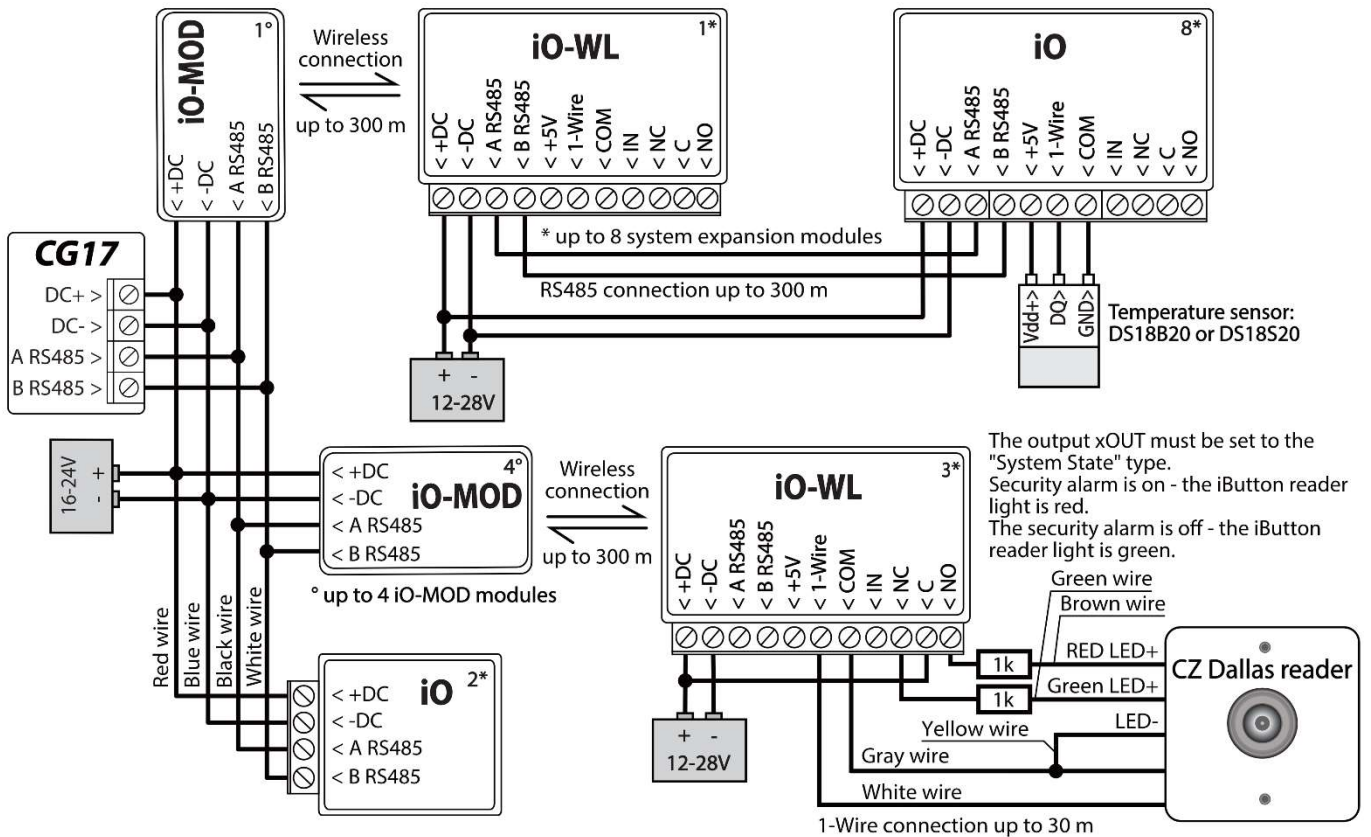 iO-MOD
1°
< +DC
< -DC
< A RS485
< B RS485
Wireless
connection
up to 300 m
iO-WL
1*
< +DC
< -DC
< A RS485
< B RS485
< +5V
< 1-Wire
< COM
< IN
< NC
< C
< NO
iO
8*
< +DC
< -DC
< A RS485
< B RS485
< +5V
< 1-Wire
< COM
< IN
< NC
< C
< NO
* up to 8 system expansion modules
RS485 connection up to 300 m
+ -
12-28V
Vdd+>
DQ>
GND>
Temperature sensor:
DS18B20 or DS18S20
CG17
DC+ >
DC- >
A RS485 >
B RS485 >
16-24V
+
-
< +DC
< -DC
< A RS485
< B RS485
4°
iO-MOD
° up to 4 iO-MOD modules
Wireless
connection
up to 300 m
iO-WL
3*
< +DC
< -DC
< A RS485
< B RS485
< +5V
< 1-Wire
< COM
< IN
< NC
< C
< NO
+ -
12-28V
The output xOUT must be set to the
"System State" type.
Security alarm is on - the iButton reader
light is red.
The security alarm is off - the iButton
reader light is green.
Green wire
Brown wire
1k
RED LED+
1k
Green LED+
LED-
Yellow wire
Gray wire
White wire
1-Wire connection up to 30 m
CZ Dallas reader
Red wire
Blue wire
Black wire
White wire
< +DC
< -DC
< A RS485
< B RS485
iO
2*